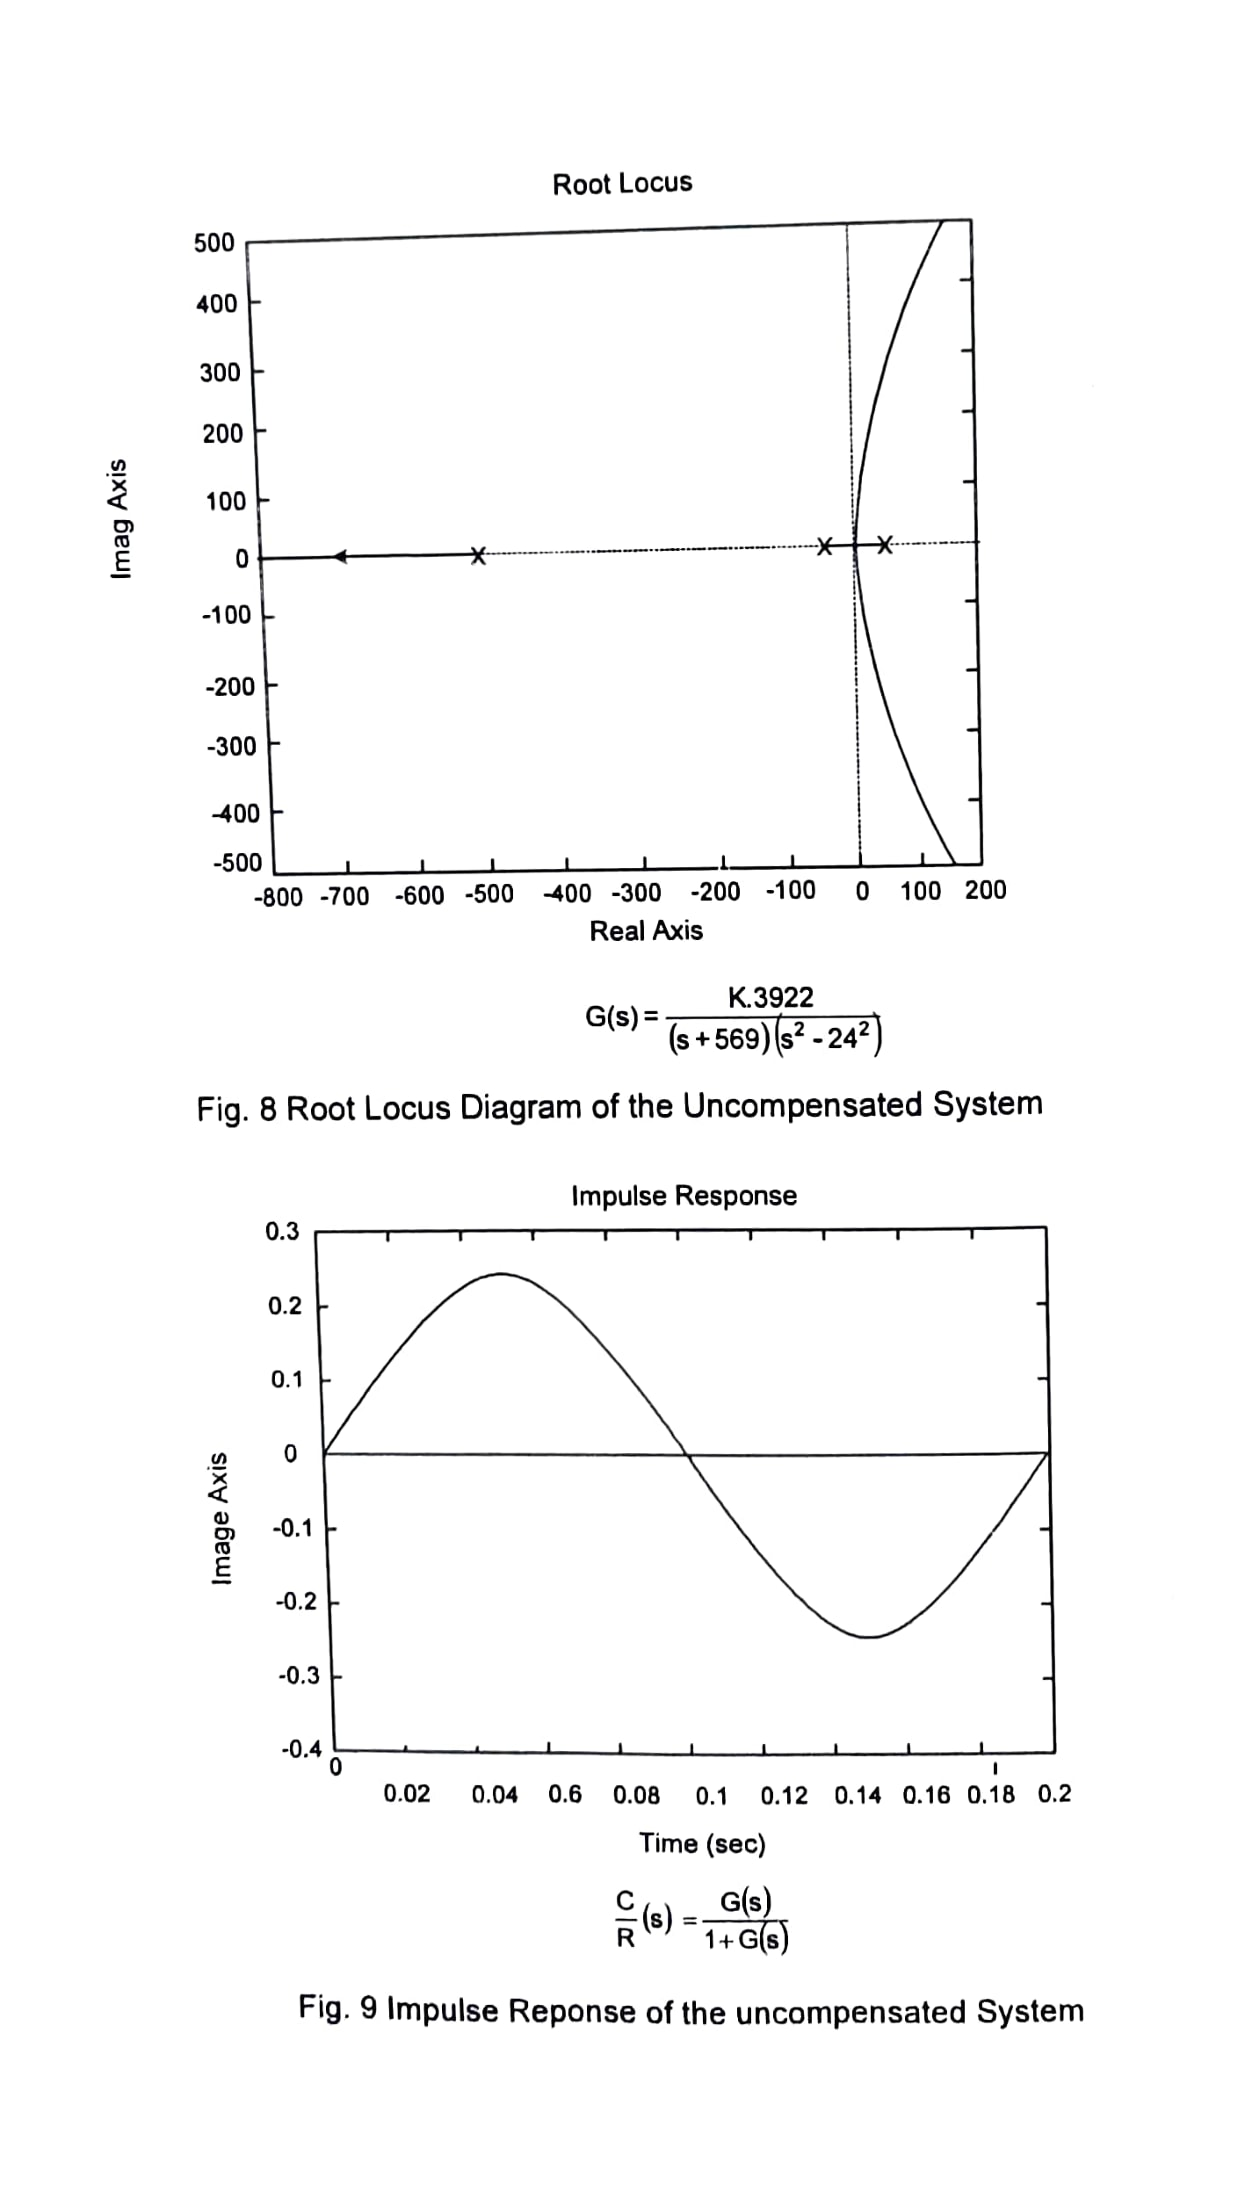 Root Locus
500
400
300
200
100
0
-100
-200
-300
-400
-500
Imag Axis
-800 -700 -600 -500 -400 -300 -200 -100 0 100 200
Real Axis
G(s) = K.3922 / (s + 569)(s² - 24²)
Fig. 8 Root Locus Diagram of the Uncompensated System
Impulse Response
0.3
0.2
0.1
0
-0.1
-0.2
-0.3
-0.4
Image Axis
0
0.02 0.04 0.6 0.08 0.1 0.12 0.14 0.16 0.18 0.2
Time (sec)
C/R (s) = G(s) / 1+G(s)
Fig. 9 Impulse Reponse of the uncompensated System